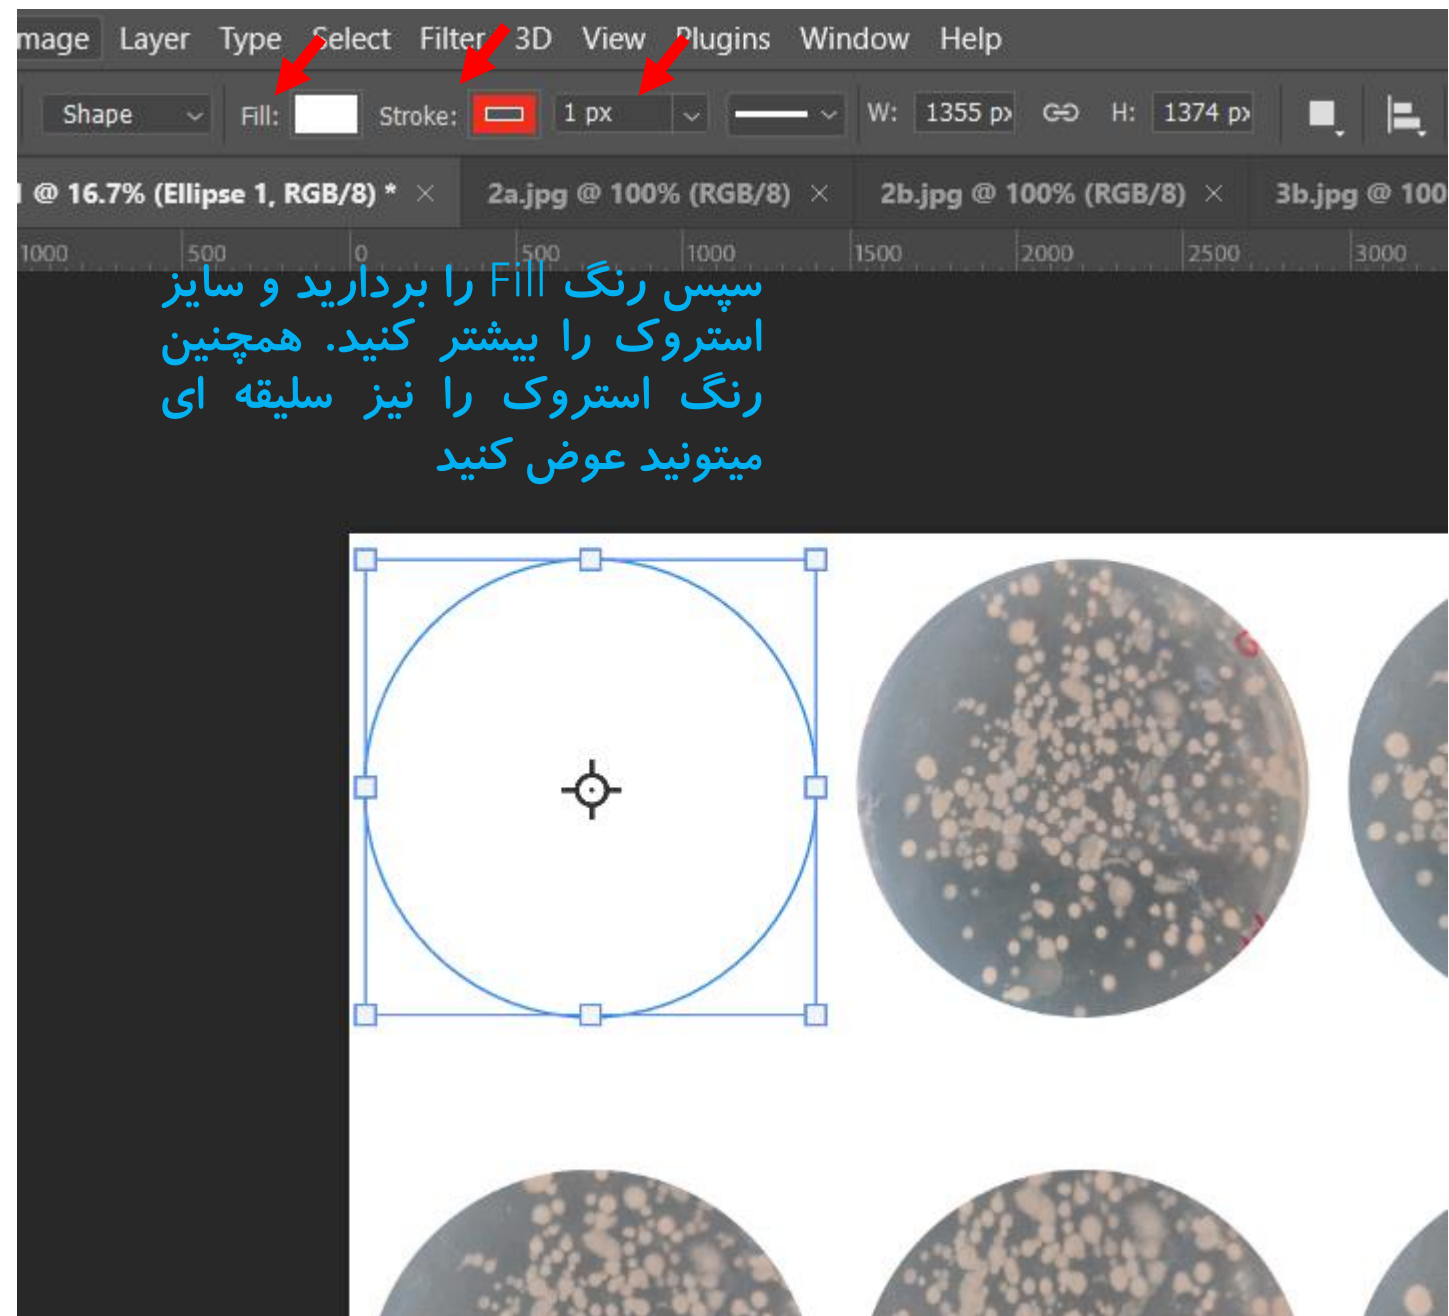 mage Layer Type Select Filter 3D View Plugins Window Help
Shape Fill: Stroke: 1 px W: 1355 px H: 1374 px
@ 16.7% (Ellipse 1, RGB/8) * × 2a.jpg @ 100% (RGB/8) × 2b.jpg @ 100% (RGB/8) × 3b.jpg @ 100
1000 500 0 500 1000 1500 2000 2500 3000
سپس رنگ Fill را بردارید و سایز
استروک را بیشتر کنید. همچنین
رنگ استروک را نیز سلیقه ای
میتونید عوض کنید